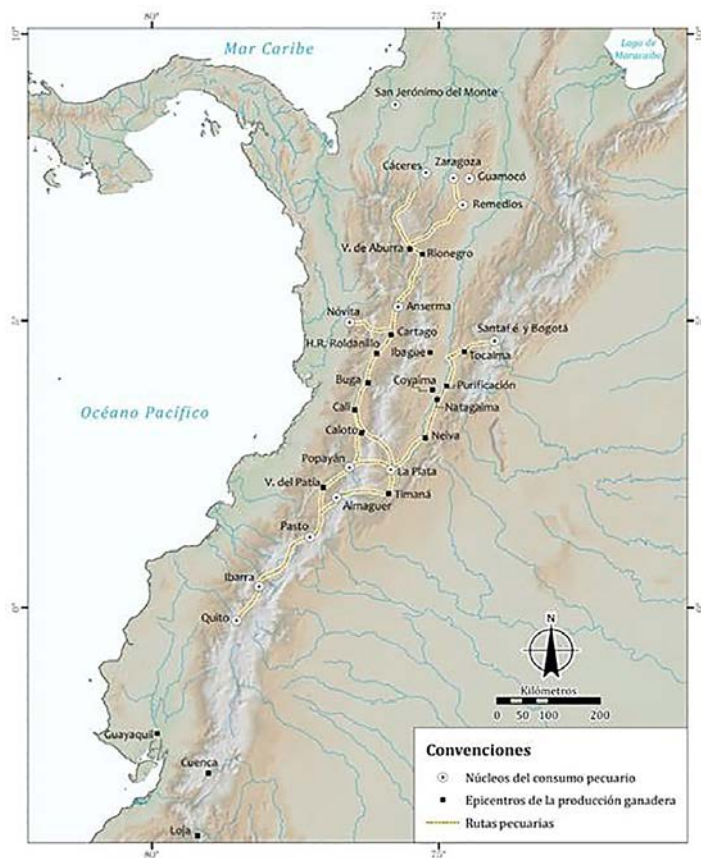 80°
75°
10°
10°
Mar Caribe
Lago de
Maracaibo
San Jerónimo del Monte
Cáceres
Zaragoza
Guamocó
Remedios
V. de Aburra
Rionegro
Anserma
Nóvita
5°
Cartago
Santafé y Bogotá
H.R. Roldanillo
Ibague
Tocaima
Buga
Coyaima
Purificación
Océano Pacífico
Cali
Natagaima
Caloto
Neiva
Popayán
La Plata
V. del Patía
Timaná
Almaguer
Pasto
Ibarra
0°
0°
Quito
N
Kilómetros
0 50 100 200
Guayaquil
Cuenca
Loja
Convenciones
Núcleos del consumo pecuario
Epicentros de la producción ganadera
Rutas pecuarias
80°
75°